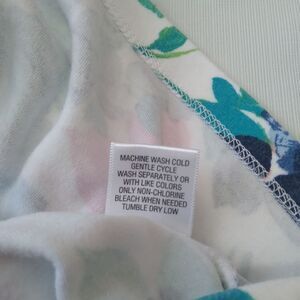 MACHINE WASH COLD
GENTLE CYCLE
WASH SEPARATELY OR
WITH LIKE COLORS
ONLY NON-CHLORINE
BLEACH WHEN NEEDED
TUMBLE DRY LOW